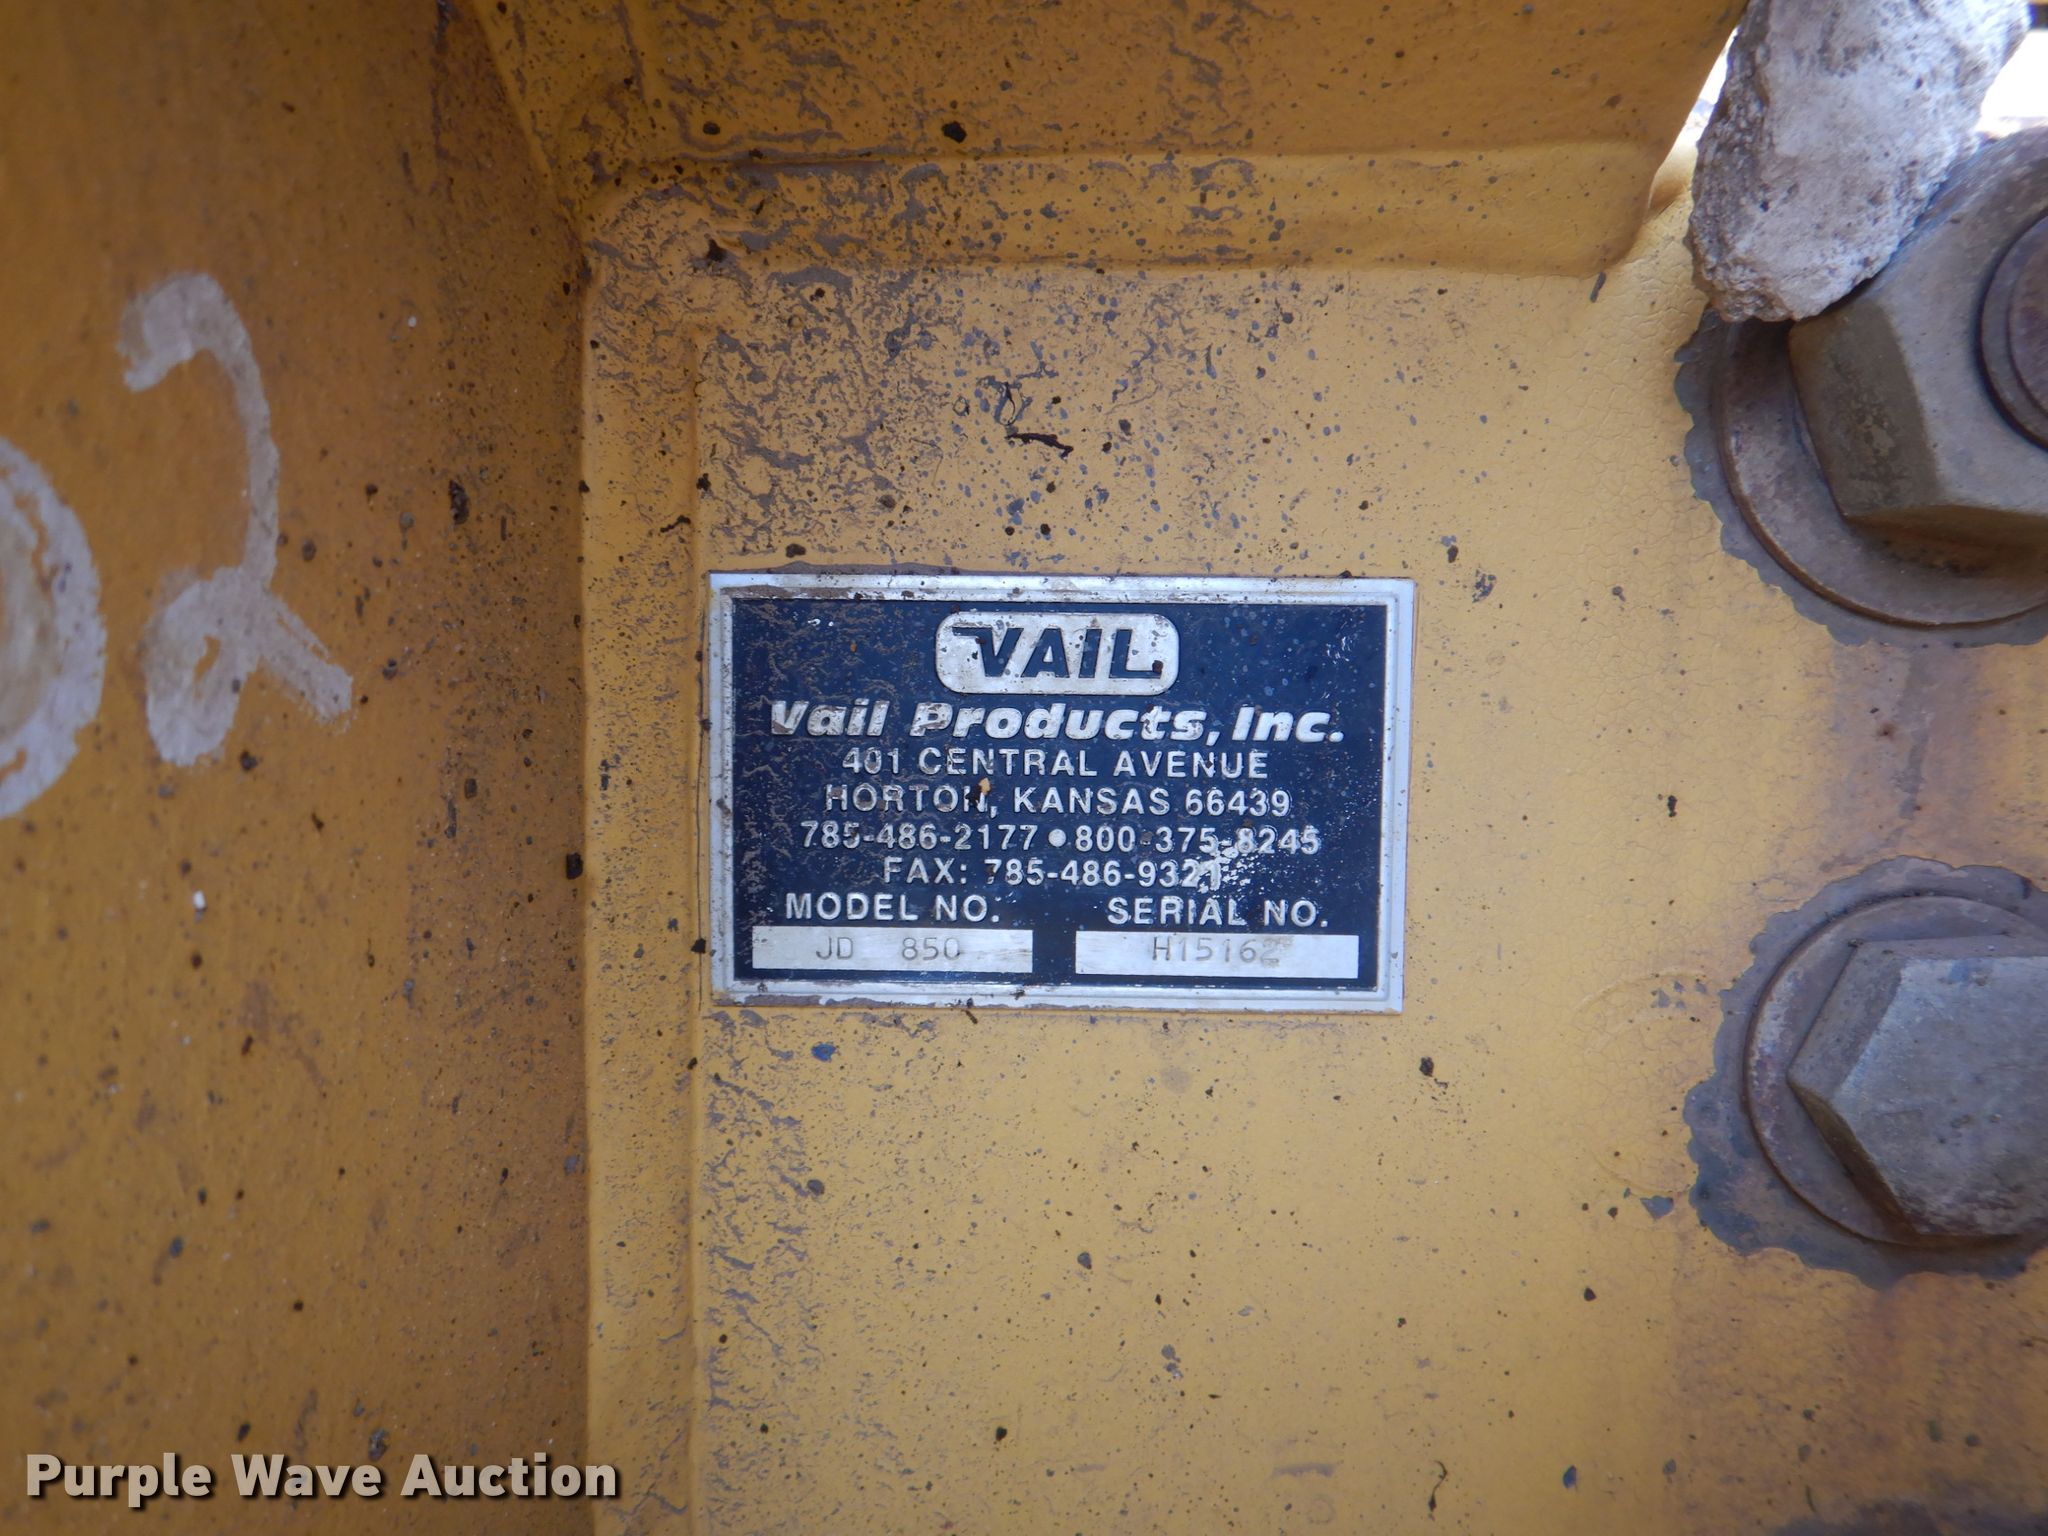 02
VAIL
Vail Products, Inc.
401 CENTRAL AVENUE
HORTON, KANSAS 66439
785-486-2177 • 800-375-8245
FAX: 785-486-9321
MODEL NO. SERIAL NO.
JD 850 H15162
Purple Wave Auction